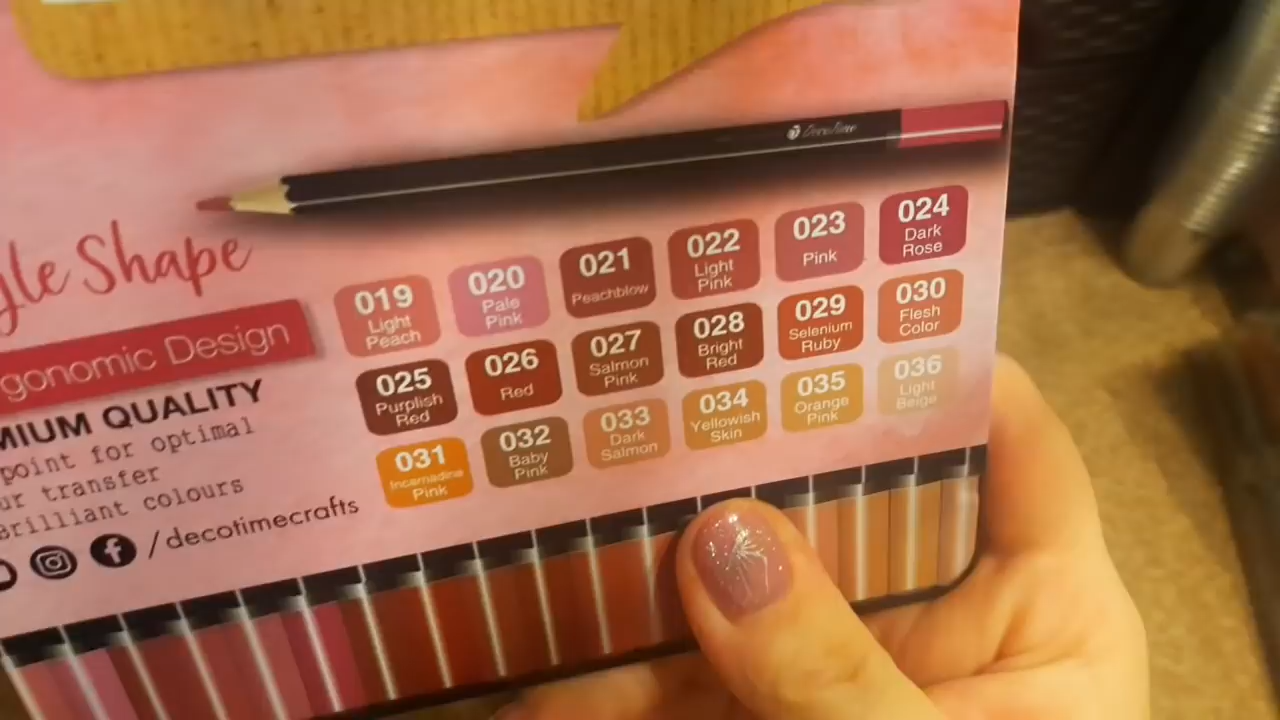 DecoTime
gle Shape
gonomic Design
MIUM QUALITY
point for optimal
ur transfer
brilliant colours
/decotimecrafts
019
Light
Peach
020
Pale
Pink
021
Peachblow
022
Light
Pink
023
Pink
024
Dark
Rose
025
Purplish
Red
026
Red
027
Salmon
Pink
028
Bright
Red
029
Selenium
Ruby
030
Flesh
Color
031
Incarnadine
Pink
032
Baby
Pink
033
Dark
Salmon
034
Yellowish
Skin
035
Orange
Pink
036
Light
Beige